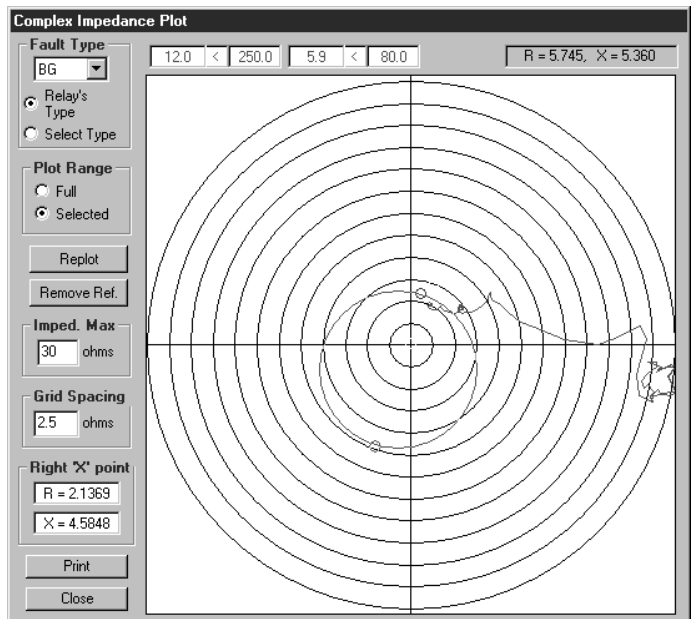 Complex Impedance Plot
Fault Type
BG
Relay's
Type
Select Type
Plot Range
Full
Selected
Replot
Remove Ref.
Imped. Max
30 ohms
Grid Spacing
2.5 ohms
Right 'X' point
R = 2.1369
X = 4.5848
Print
Close
12.0 < 250.0 5.9 < 80.0
R = 5.745, X = 5.360